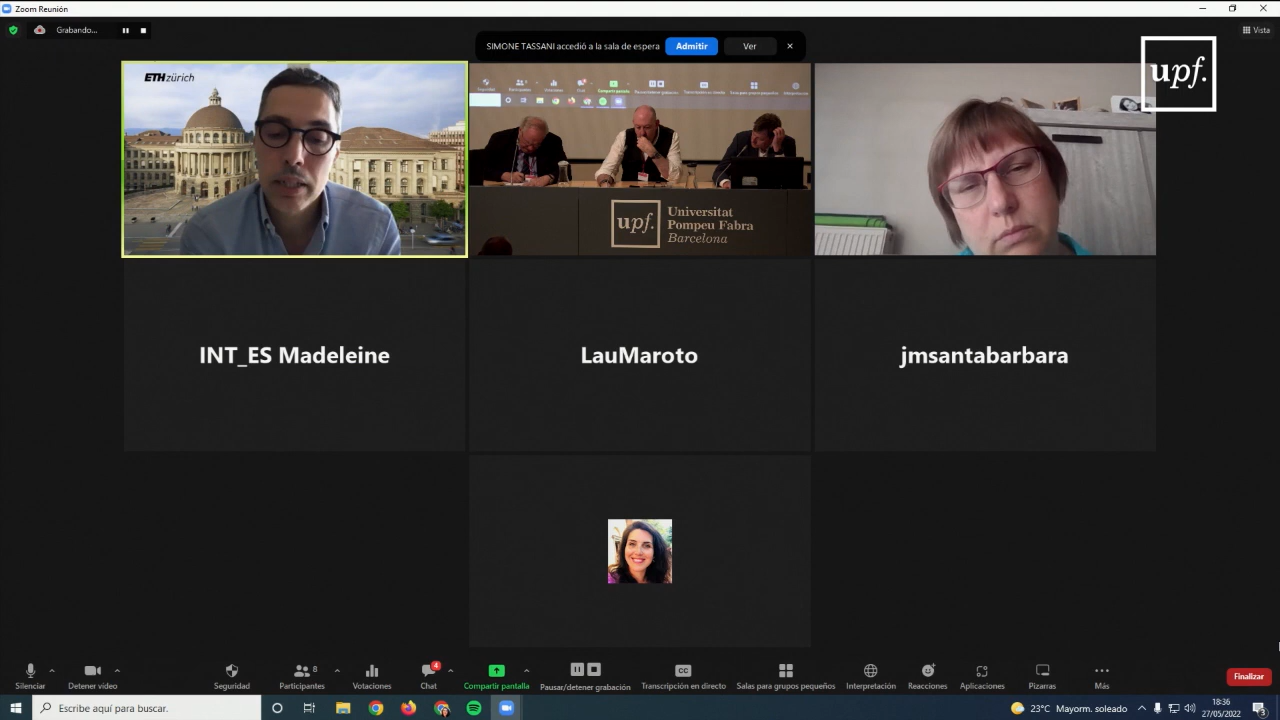 Zoom Reunión
Grabando...
SIMONE TASSANI accedió a la sala de espera
Admitir
Ver
Vista
upf.
ETH zürich
upf.
Universitat
Pompeu Fabra
Barcelona
INT_ES Madeleine
LauMaroto
jmsantabarbara
Silenciar
Detener video
Seguridad
8
Participantes
Votaciones
4
Chat
Compartir pantalla
Pausar/detener grabación
CC
Transcripción en directo
Salas para grupos pequeños
Interpretación
Reacciones
Aplicaciones
Pizarras
Más
Finalizar
Escribe aquí para buscar.
23°C Mayorm. soleado
18:36
27/05/2022
3